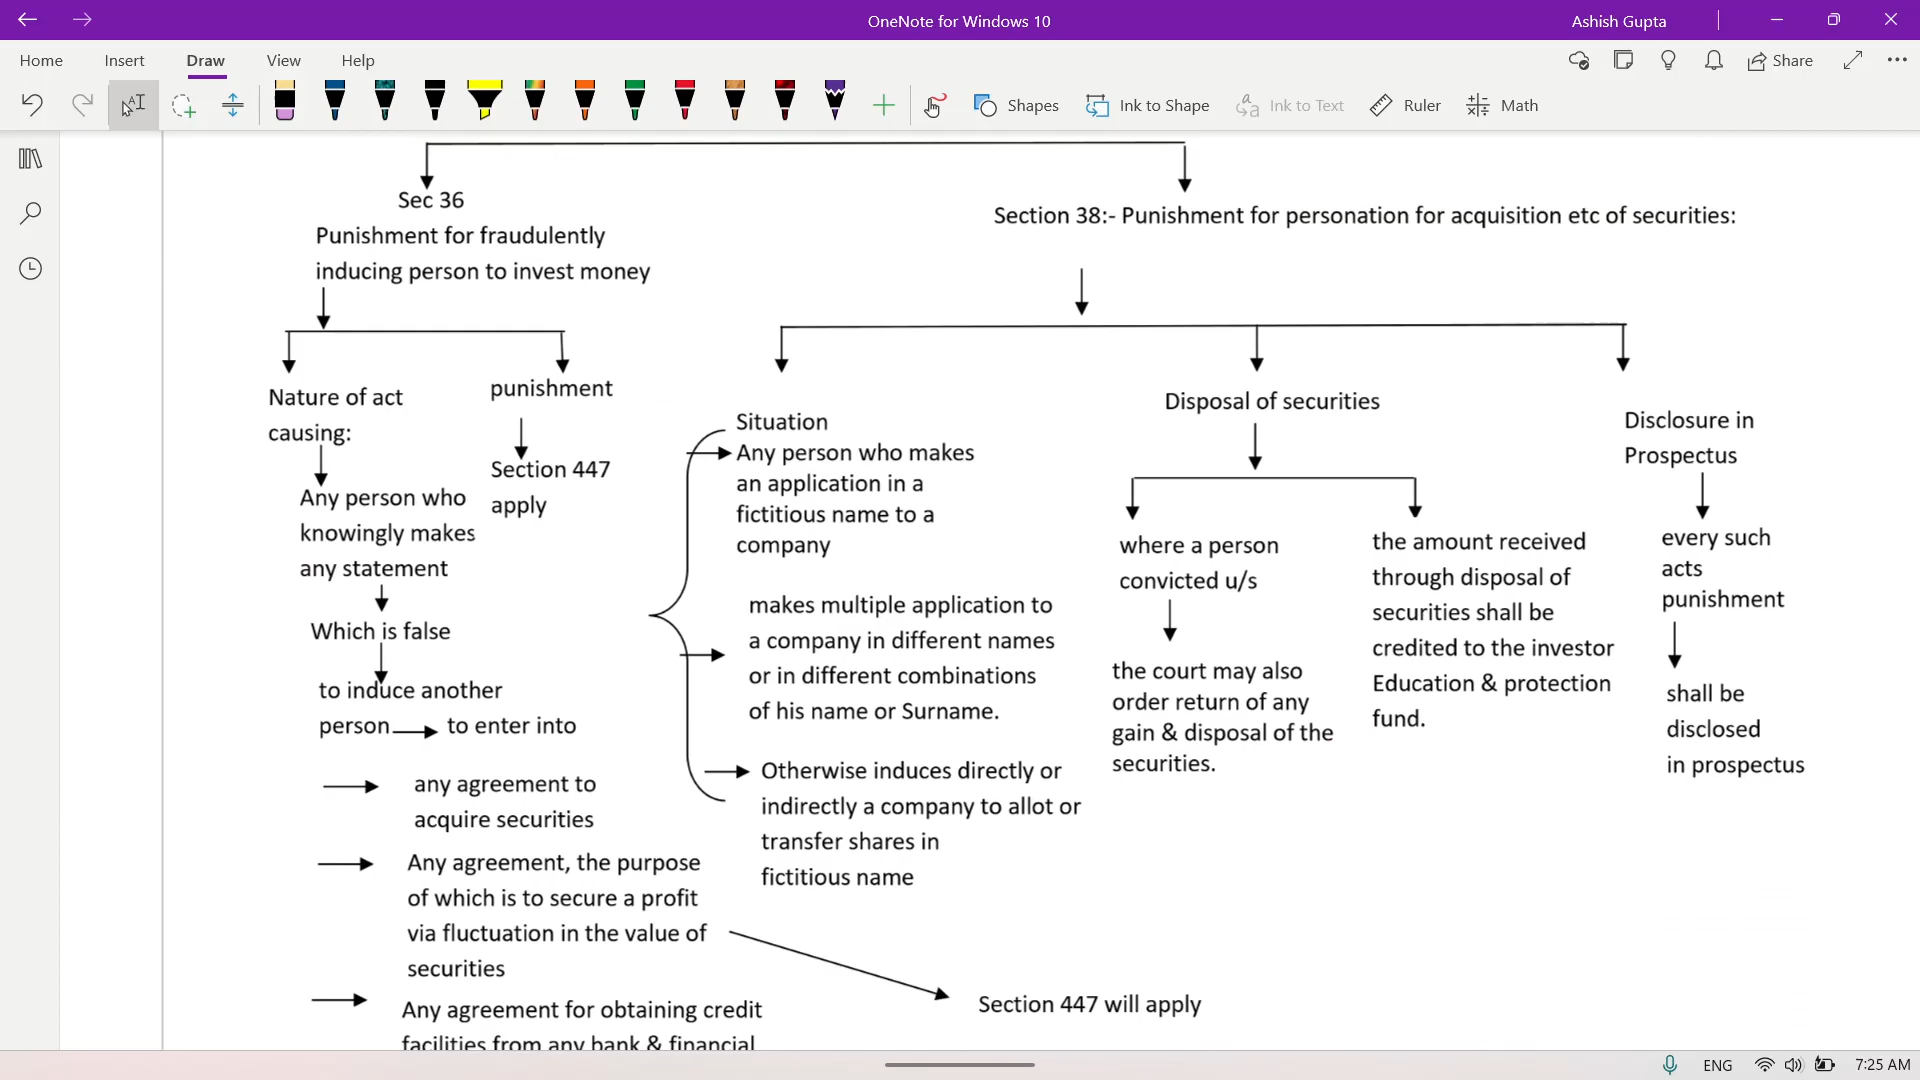 OneNote for Windows 10
Ashish Gupta
Home Insert Draw View Help
Share
Shapes Ink to Shape Ink to Text Ruler Math
Sec 36
Punishment for fraudulently
inducing person to invest money
Nature of act
causing:
Any person who
knowingly makes
any statement
Which is false
to induce another
person to enter into
any agreement to
acquire securities
Any agreement, the purpose
of which is to secure a profit
via fluctuation in the value of
securities
Any agreement for obtaining credit
facilities from any bank & financial
punishment
Section 447
apply
Section 38:- Punishment for personation for acquisition etc of securities:
Situation
Any person who makes
an application in a
fictitious name to a
company
makes multiple application to
a company in different names
or in different combinations
of his name or Surname.
Otherwise induces directly or
indirectly a company to allot or
transfer shares in
fictitious name
Section 447 will apply
Disposal of securities
where a person
convicted u/s
the court may also
order return of any
gain & disposal of the
securities.
the amount received
through disposal of
securities shall be
credited to the investor
Education & protection
fund.
Disclosure in
Prospectus
every such
acts
punishment
shall be
disclosed
in prospectus
ENG
7:25 AM